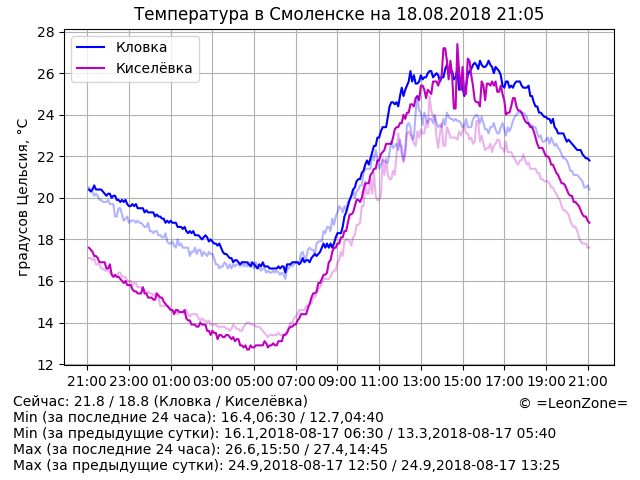 Температура в Смоленске на 18.08.2018 21:05
градусов Цельсия, °C
28
26
24
22
20
18
16
14
12
Кловка
Киселёвка
21:00 23:00 01:00 03:00 05:00 07:00 09:00 11:00 13:00 15:00 17:00 19:00 21:00
Сейчас: 21.8 / 18.8 (Кловка / Киселёвка)
© =LeonZone=
Min (за последние 24 часа): 16.4,06:30 / 12.7,04:40
Min (за предыдущие сутки): 16.1,2018-08-17 06:30 / 13.3,2018-08-17 05:40
Max (за последние 24 часа): 26.6,15:50 / 27.4,14:45
Max (за предыдущие сутки): 24.9,2018-08-17 12:50 / 24.9,2018-08-17 13:25